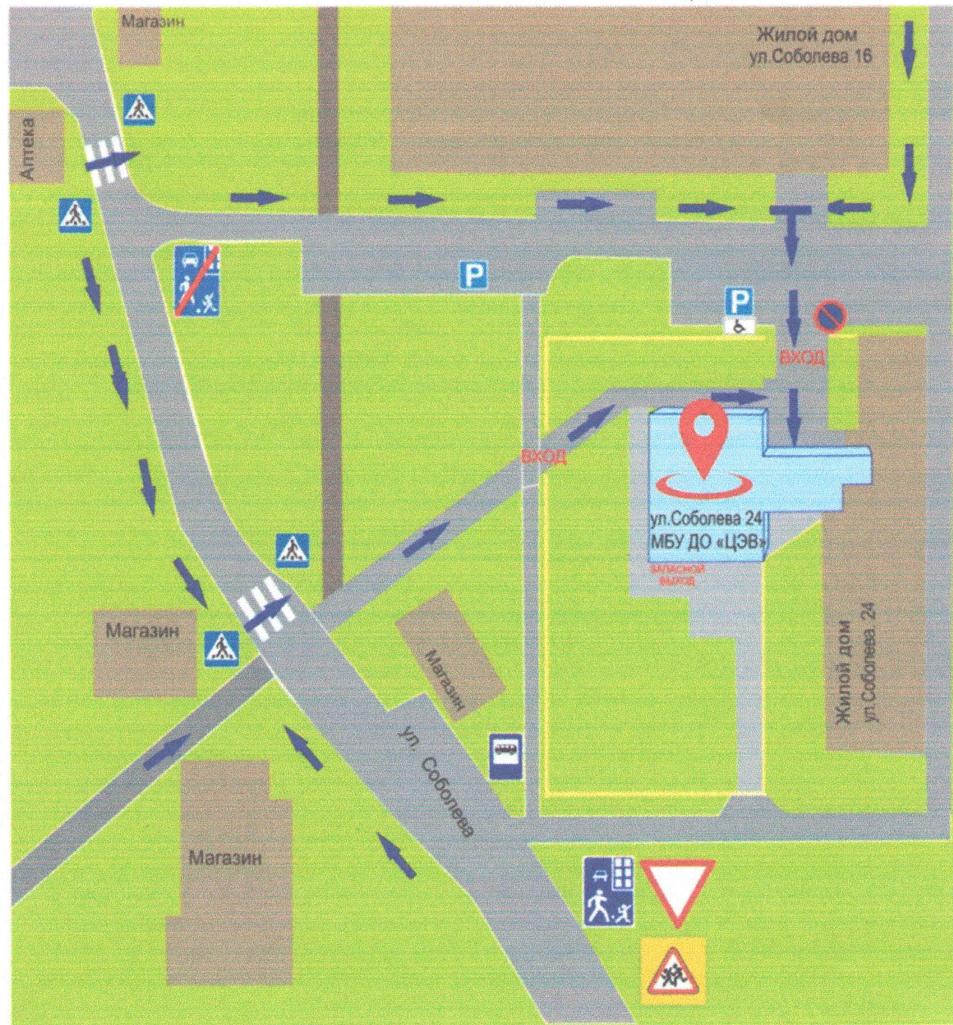 Магазин
Жилой дом
ул.Соболева 16
Аптека
P
P
ВХОД
ВХОД
ул.Соболева 24
МБУ ДО «ЦЭВ»
ЗАПАСНОЙ
ВЫХОД
Магазин
Магазин
Жилой дом
ул.Соболева 24
ул. Соболева
Магазин